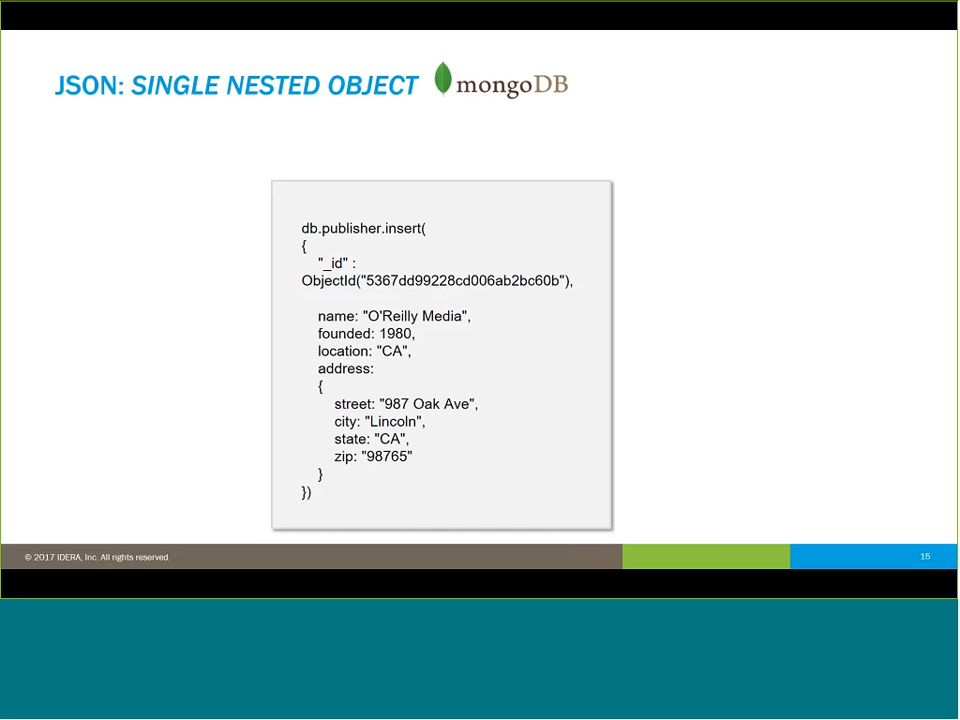 JSON: SINGLE NESTED OBJECT mongoDB
db.publisher.insert(
{
"_id" :
ObjectId("5367dd99228cd006ab2bc60b"),
name: "O'Reilly Media",
founded: 1980,
location: "CA",
address:
{
street: "987 Oak Ave",
city: "Lincoln",
state: "CA",
zip: "98765"
}
})
© 2017 IDERA, Inc. All rights reserved. 15